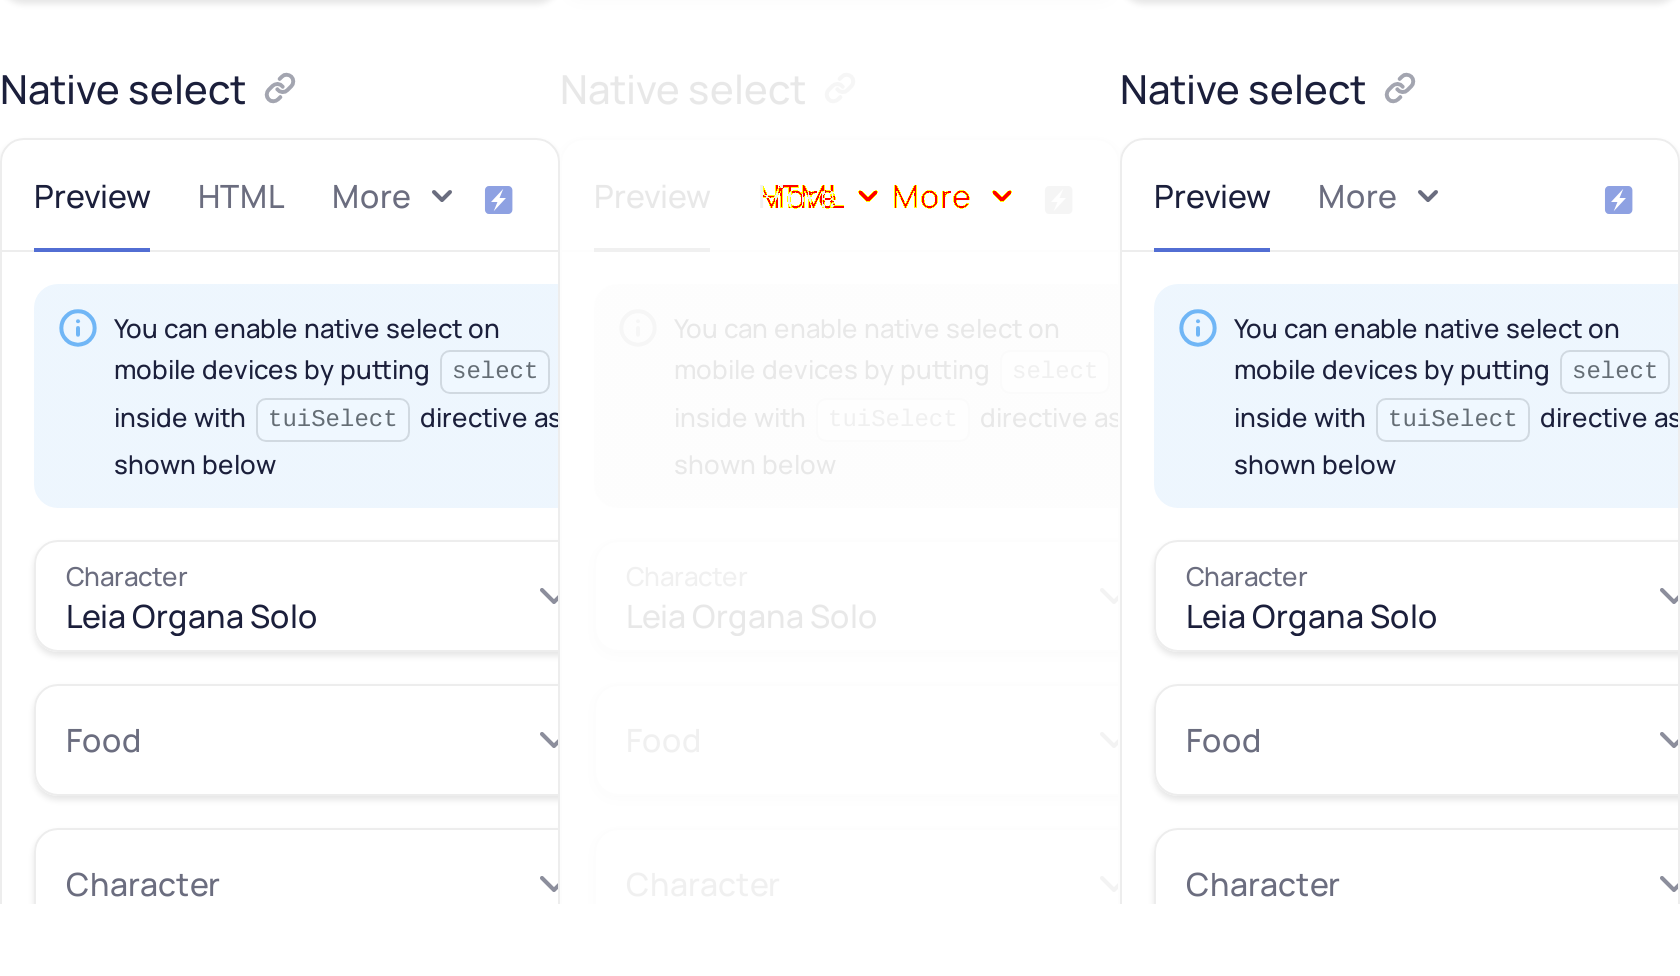 Native select
Preview HTML More
You can enable native select on
mobile devices by putting select
inside with tuiSelect directive as
shown below
Character
Leia Organa Solo
Food
Character
Native select
Preview HTML More
You can enable native select on
mobile devices by putting select
inside with tuiSelect directive as
shown below
Character
Leia Organa Solo
Food
Character
Native select
Preview More
You can enable native select on
mobile devices by putting select
inside with tuiSelect directive as
shown below
Character
Leia Organa Solo
Food
Character